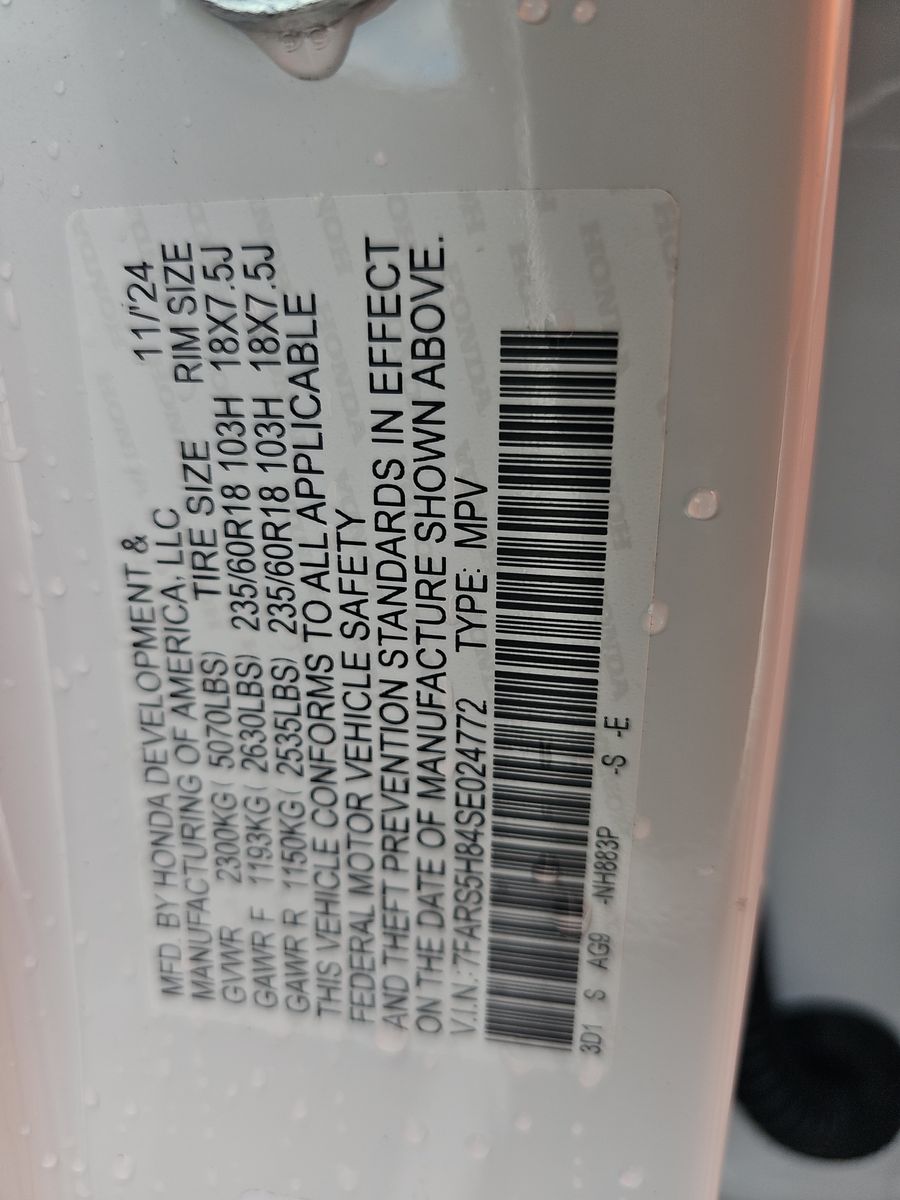 MFD. BY HONDA DEVELOPMENT & 11/'24
MANUFACTURING OF AMERICA, LLC
TIRE SIZE RIM SIZE
GVWR 2300KG( 5070LBS)
GAWR F 1193KG( 2630LBS) 235/60R18 103H 18X7.5J
GAWR R 1150KG( 2535LBS) 235/60R18 103H 18X7.5J
THIS VEHICLE CONFORMS TO ALL APPLICABLE
FEDERAL MOTOR VEHICLE SAFETY
AND THEFT PREVENTION STANDARDS IN EFFECT
ON THE DATE OF MANUFACTURE SHOWN ABOVE.
V.I.N.: 7FARS5H84SE024772 TYPE: MPV
3D1 S AG9 -NH883P -S -E